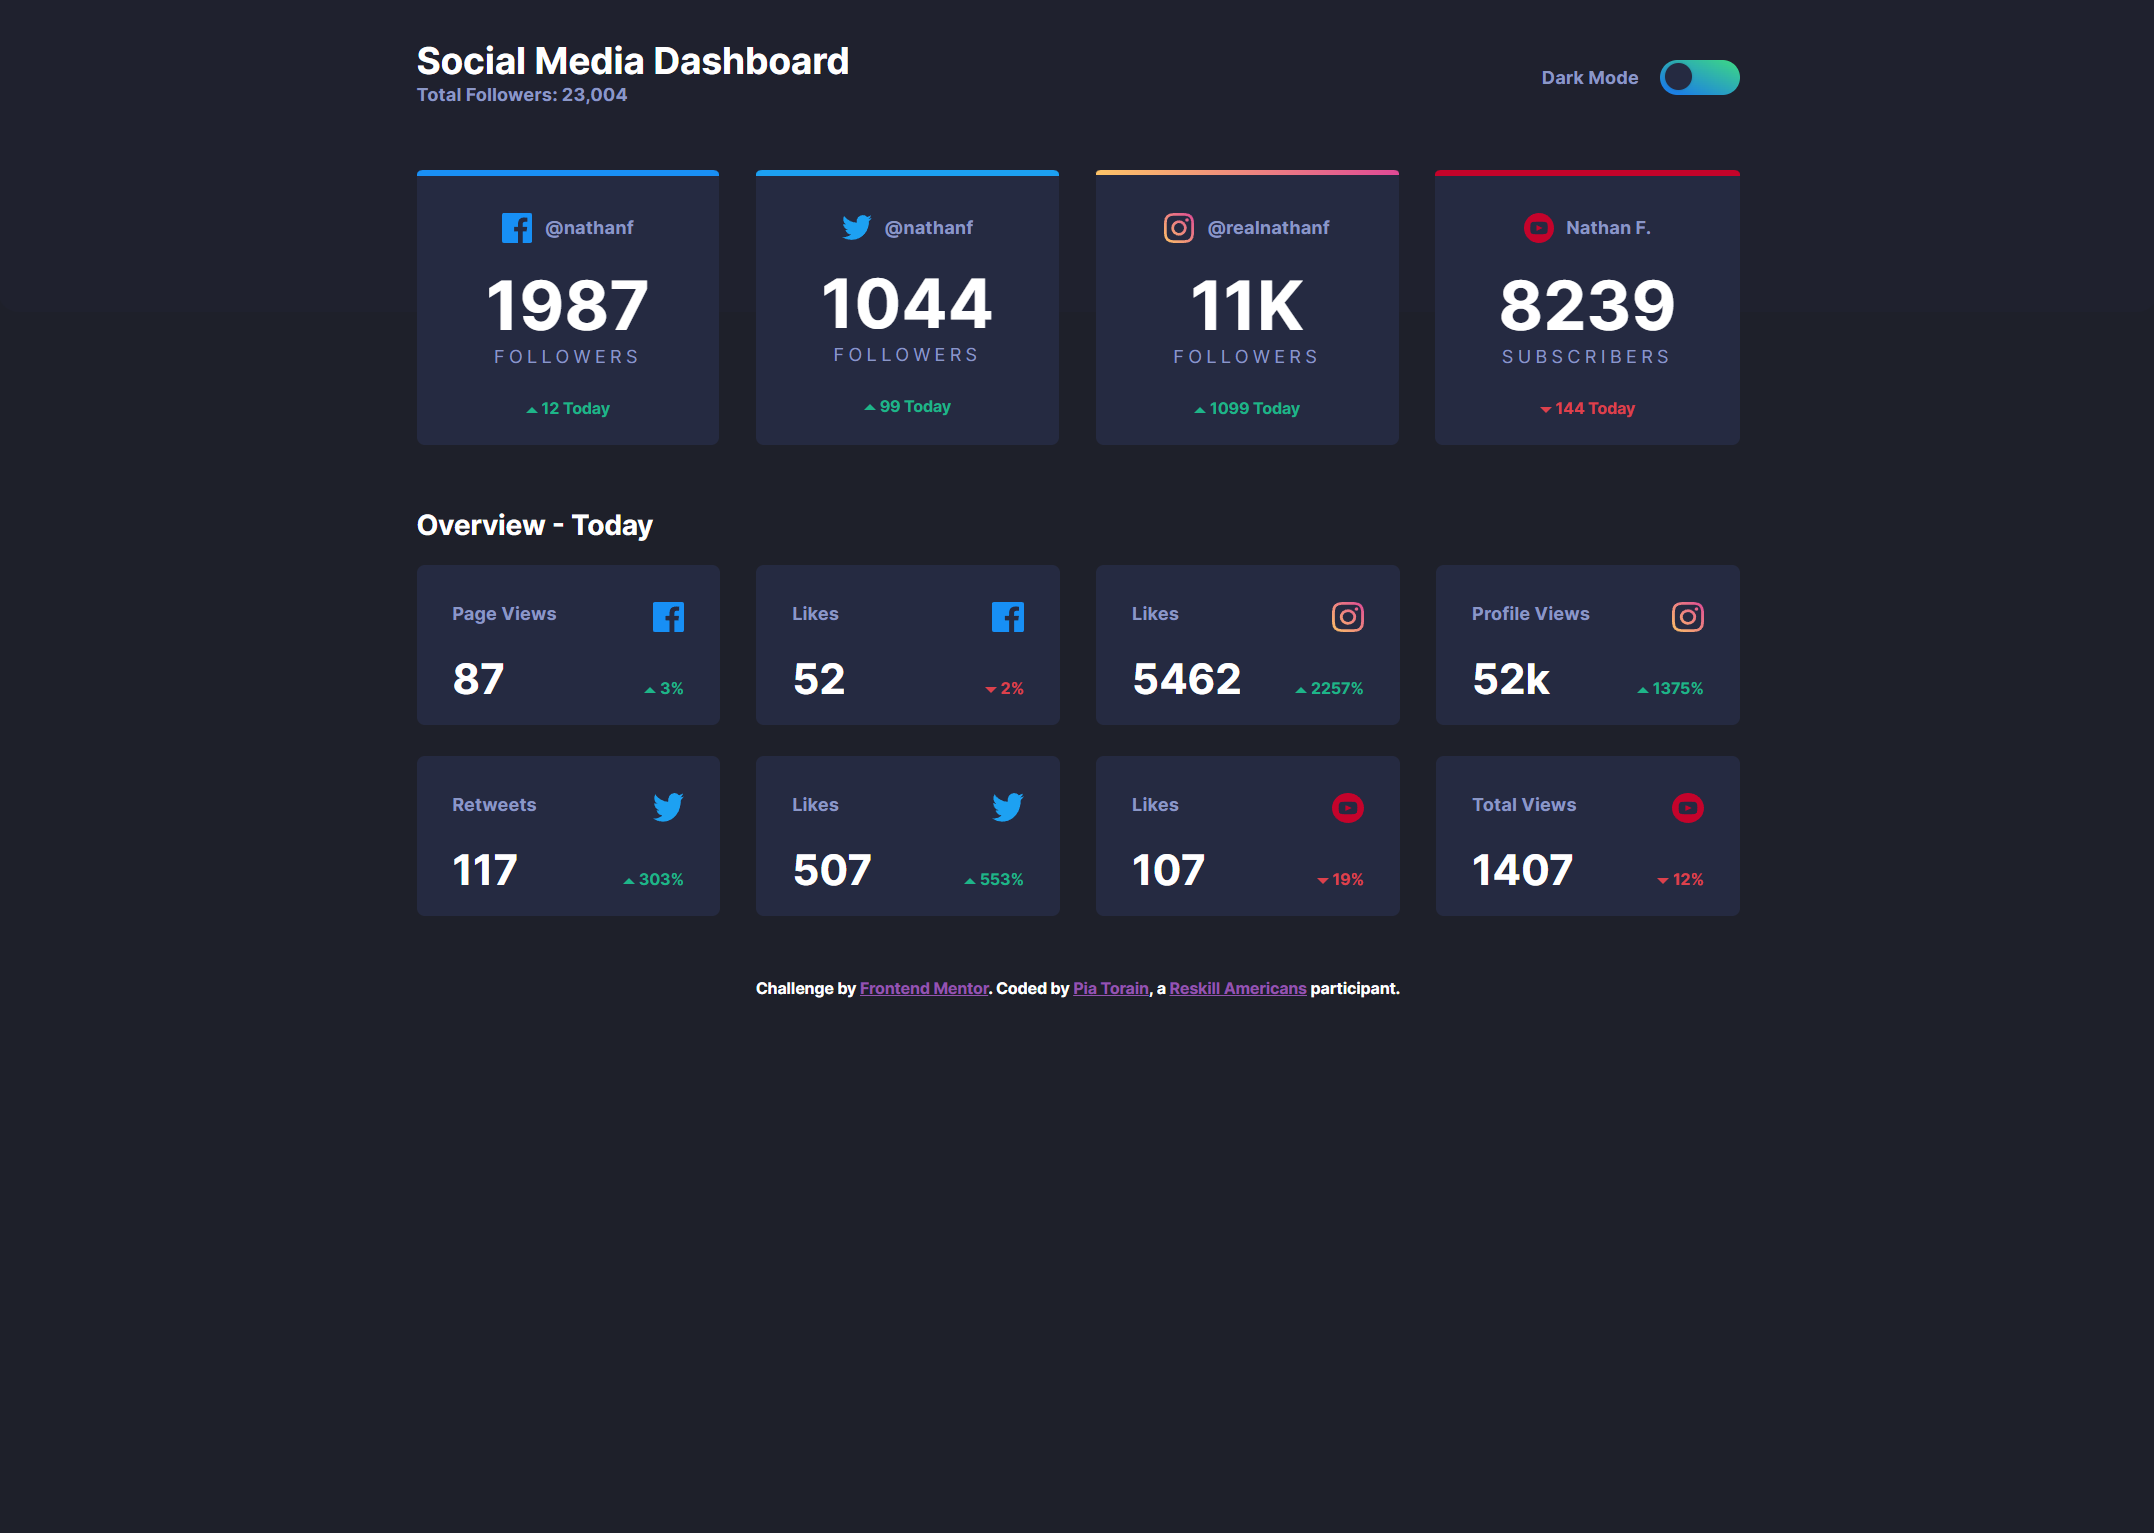 Social Media Dashboard
Total Followers: 23,004
Dark Mode
@nathanf
1987
FOLLOWERS
12 Today
@nathanf
1044
FOLLOWERS
99 Today
@realnathanf
11K
FOLLOWERS
1099 Today
Nathan F.
8239
SUBSCRIBERS
144 Today
Overview - Today
Page Views
87
3%
Likes
52
2%
Likes
5462
2257%
Profile Views
52k
1375%
Retweets
117
303%
Likes
507
553%
Likes
107
19%
Total Views
1407
12%
Challenge by Frontend Mentor. Coded by Pia Torain, a Reskill Americans participant.